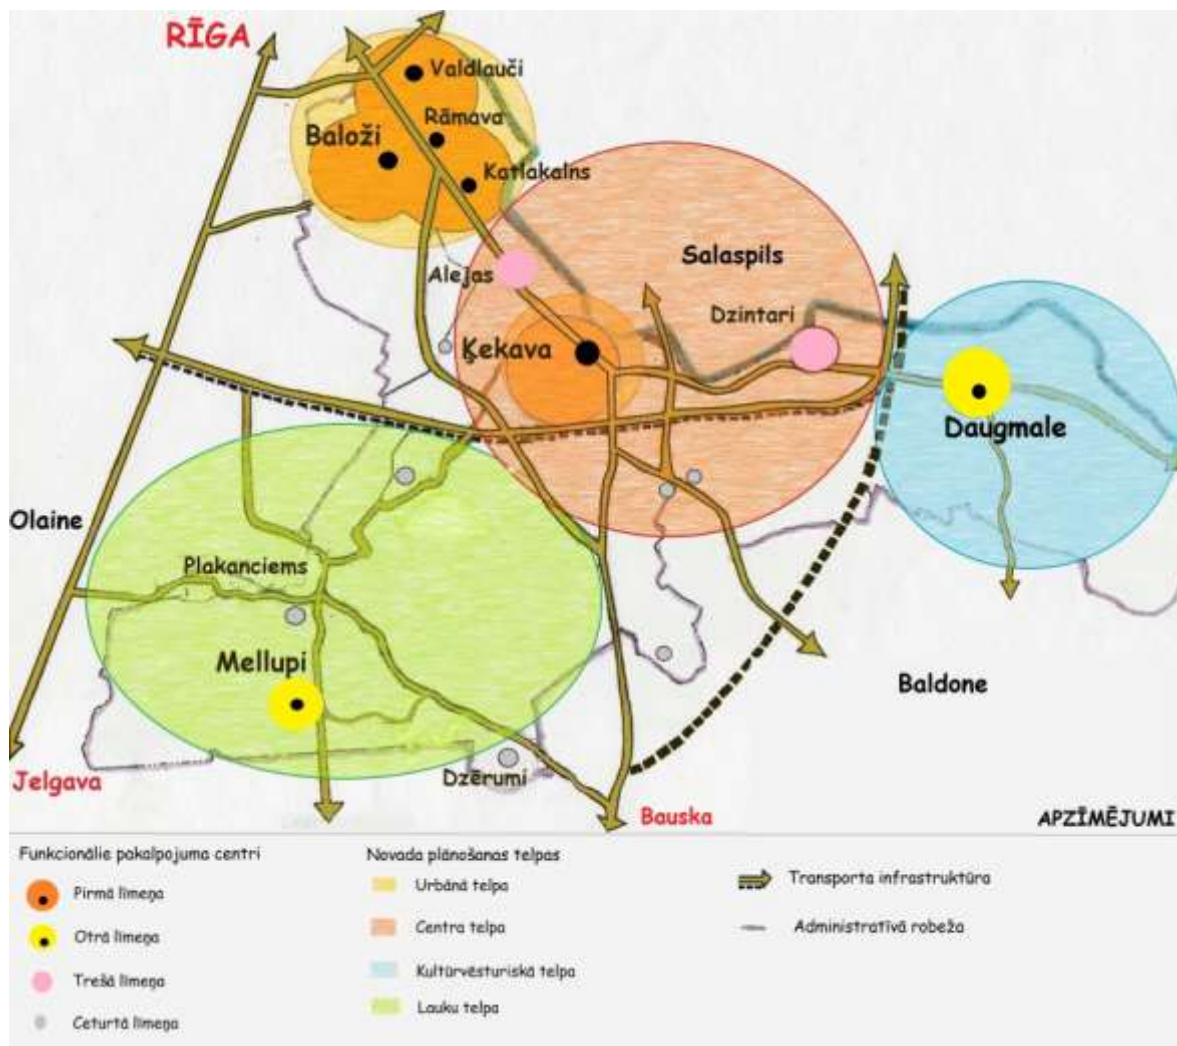 RĪGA
Valdlauči
Rāmava
Baloži
Katlakalns
Salaspils
Alejas
Dzintari
Ķekava
Daugmale
Olaine
Plakanciems
Mellupi
Baldone
Dzērumi
Jelgava
Bauska
APZĪMĒJUMI
Funkcionālie pakalpojuma centri
Pirmā līmeņa
Otrā līmeņa
Trešā līmeņa
Ceturtā līmeņa
Novada plānošanas telpas
Urbānā telpa
Centra telpa
Kultūrvēsturiskā telpa
Lauku telpa
Transporta infrastruktūra
Administratīvā robeža